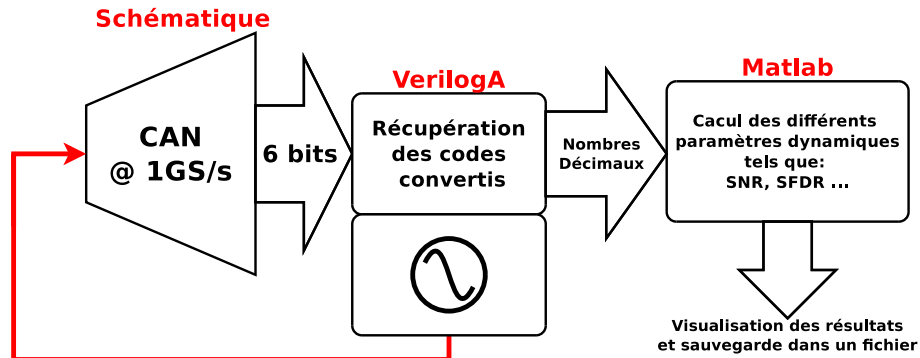 Schématique
CAN
@ 1GS/s
6 bits
VerilogA
Récupération
des codes
convertis
Nombres
Décimaux
Matlab
Cacul des différents
paramètres dynamiques
tels que:
SNR, SFDR ...
Visualisation des résultats
et sauvegarde dans un fichier